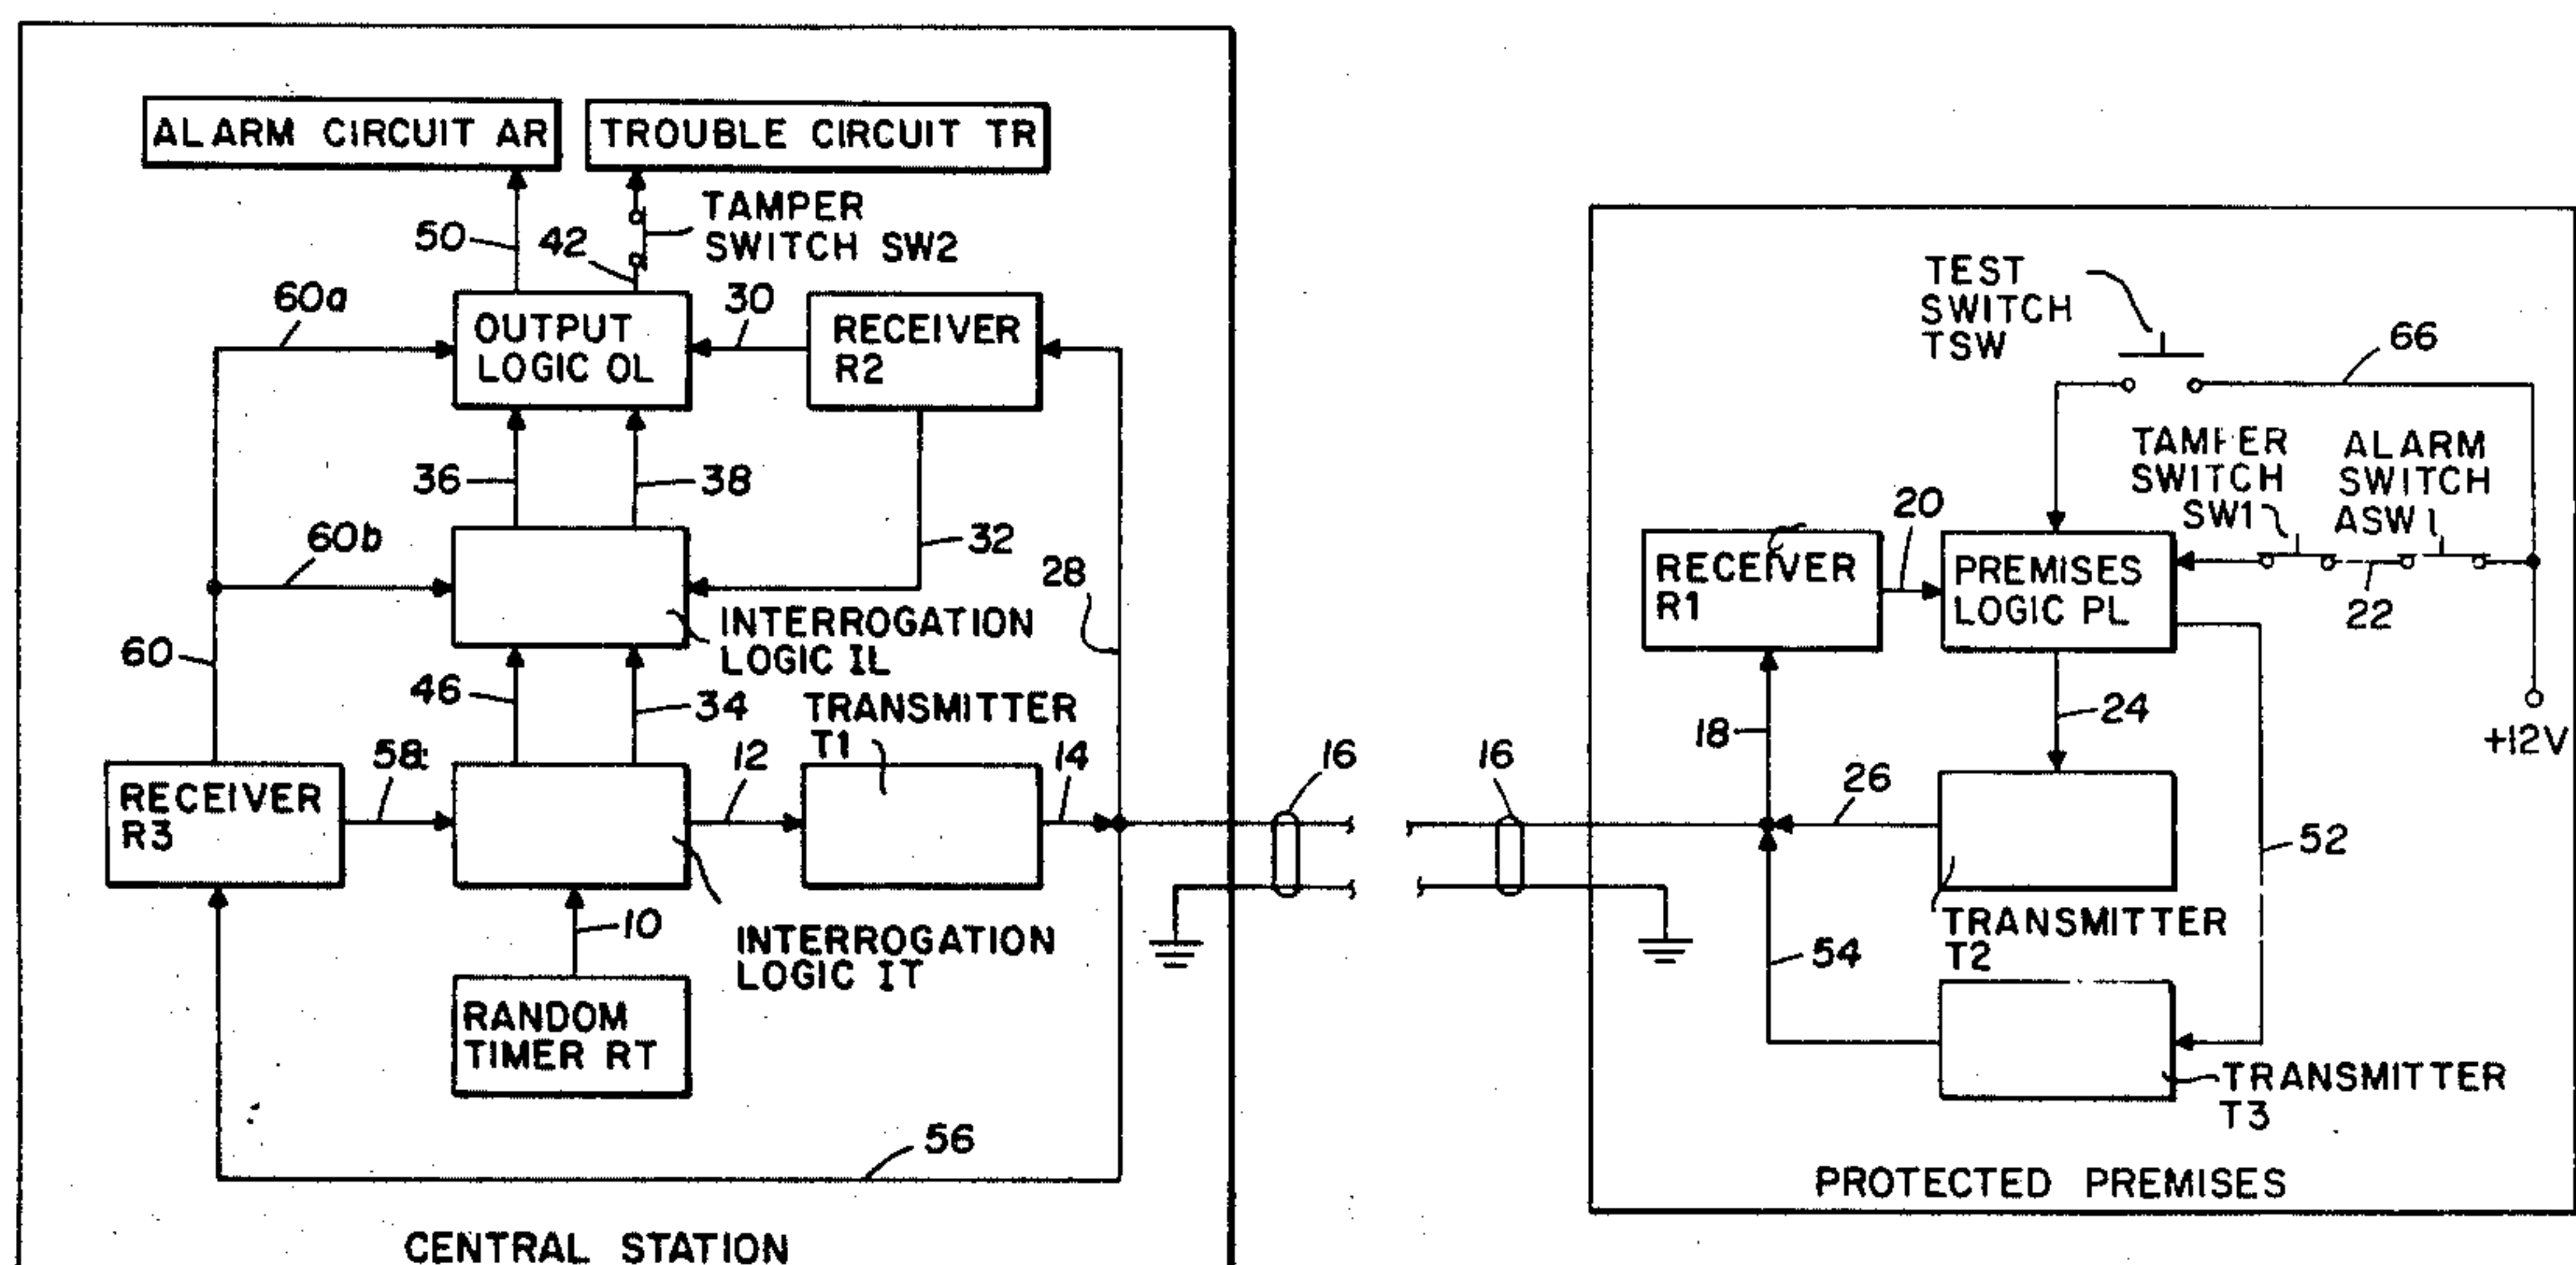 ALARM CIRCUIT AR
TROUBLE CIRCUIT TR
TAMPER
SWITCH SW2
50
42
60a
OUTPUT
LOGIC OL
30
RECEIVER
R2
36
38
60b
32
28
INTERROGATION
LOGIC IL
60
46
34
TRANSMITTER
T1
58
12
14
RECEIVER
R3
10
INTERROGATION
LOGIC IT
RANDOM
TIMER RT
56
CENTRAL STATION
16
16
TEST
SWITCH
TSW
66
TAMPER
SWITCH
SW1
ALARM
SWITCH
ASW
20
RECEIVER
R1
PREMISES
LOGIC PL
22
18
24
+12V
26
52
TRANSMITTER
T2
54
TRANSMITTER
T3
PROTECTED PREMISES